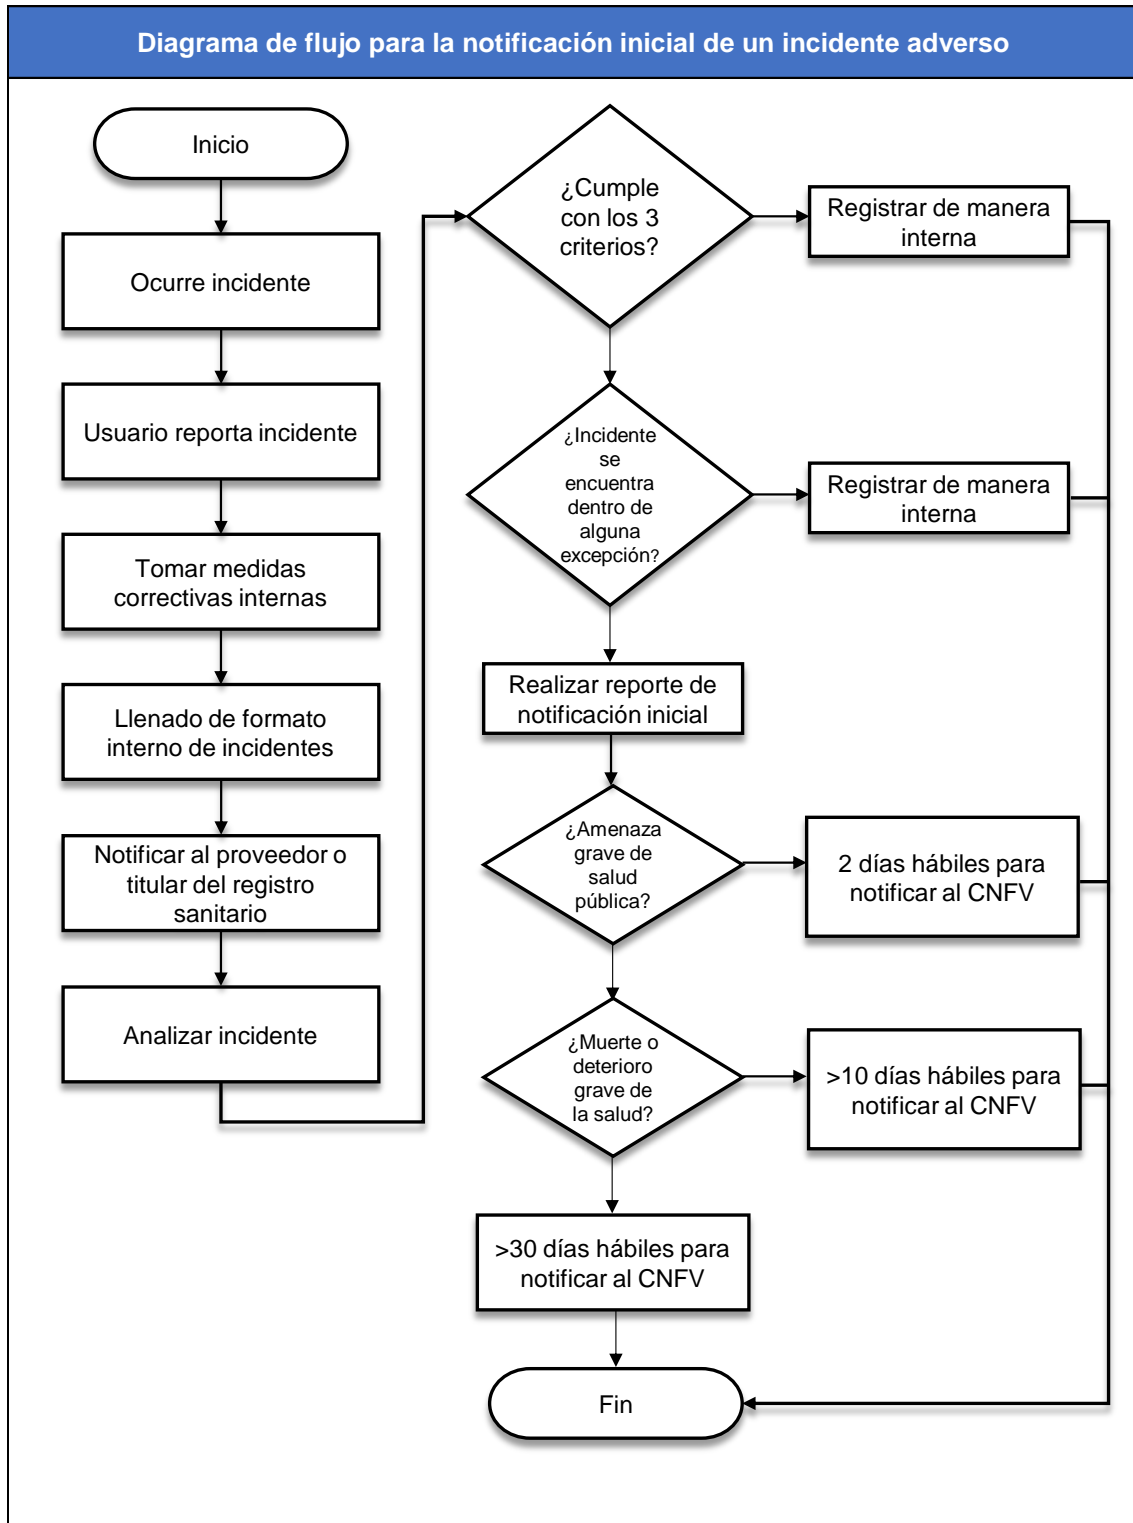 Diagrama de flujo para la notificación inicial de un incidente adverso
Inicio
Ocurre incidente
Usuario reporta incidente
Tomar medidas
correctivas internas
Llenado de formato
interno de incidentes
Notificar al proveedor o
titular del registro
sanitario
Analizar incidente
¿Cumple
con los 3
criterios?
Registrar de manera
interna
¿Incidente
se
encuentra
dentro de
alguna
excepción?
Registrar de manera
interna
Realizar reporte de
notificación inicial
¿Amenaza
grave de
salud
pública?
2 días hábiles para
notificar al CNFV
¿Muerte o
deterioro
grave de
la salud?
>10 días hábiles para
notificar al CNFV
>30 días hábiles para
notificar al CNFV
Fin